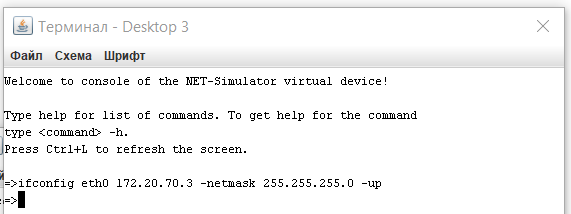 Терминал - Desktop 3
Файл Схема Шрифт
Welcome to console of the NET-Simulator virtual device!
Type help for list of commands. To get help for the command
type <command> -h.
Press Ctrl+L to refresh the screen.
=>ifconfig eth0 172.20.70.3 -netmask 255.255.255.0 -up
=>